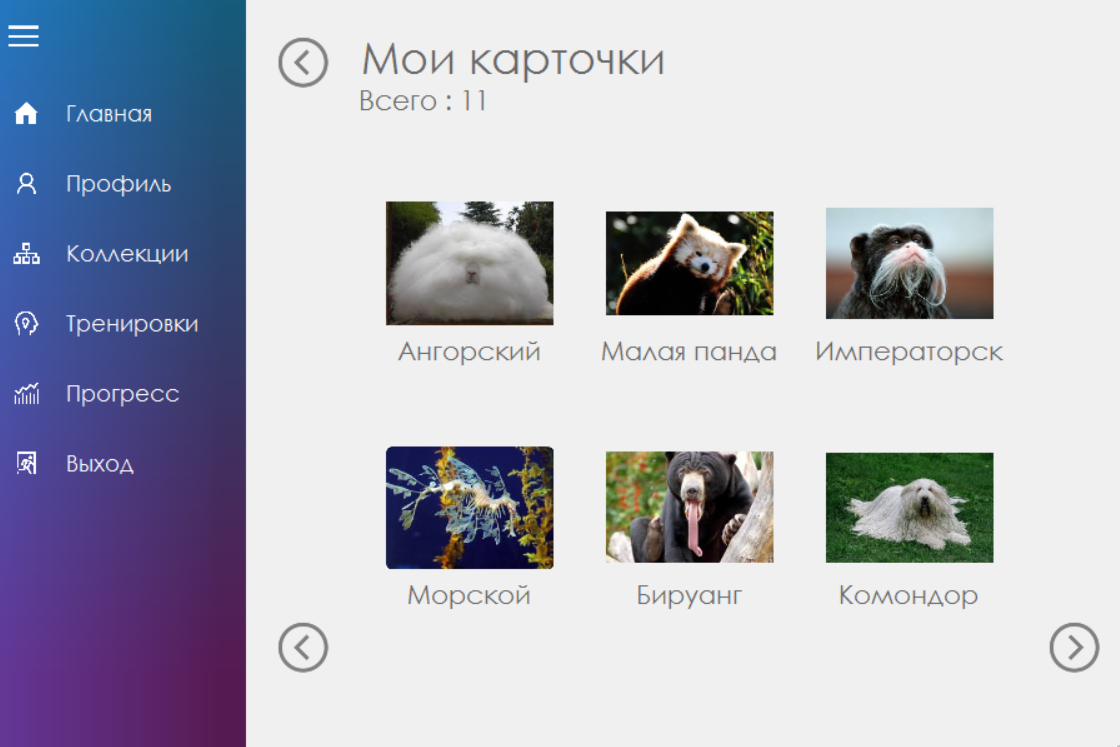 Главная
Профиль
Коллекции
Тренировки
Прогресс
Выход
Мои карточки
Всего : 11
Ангорский
Малая панда
Императорск
Морской
Бируанг
Комондор